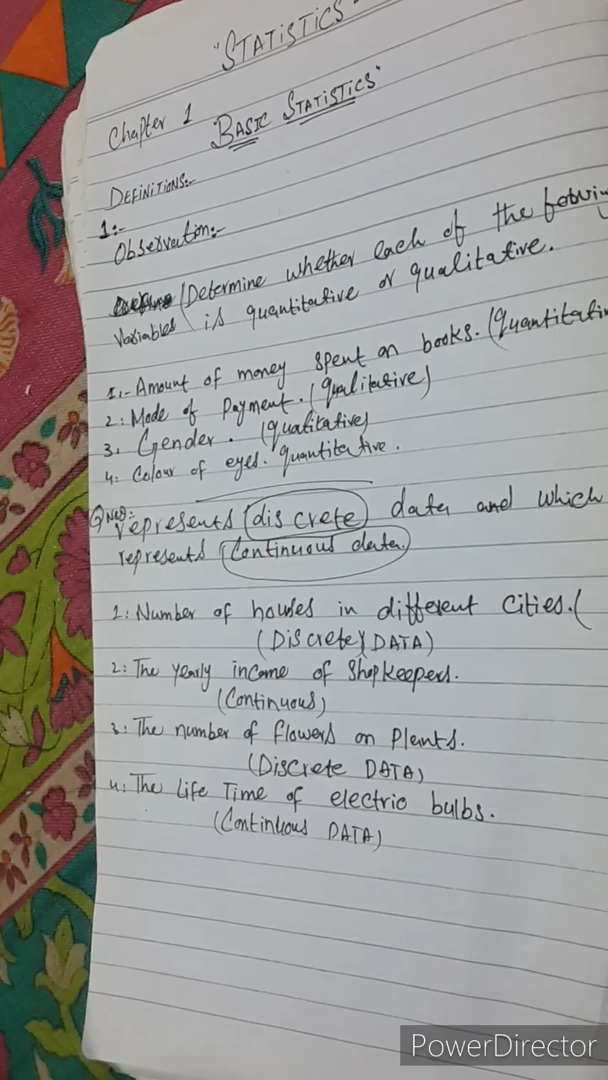 "STATISTICS"
Chapter 1
"BASIC STATISTICS"
DEFINITIONS:-
1:-
Observation:-
(Determine whether each of the
variables is quantitative or qualitative.
1:- Amount of money spent on books. (Quantitativ
2: Mode of Payment. (Qualitative)
3. Gender. (qualitative)
4: Colour of eyes. quantitative.
Q No:
represents discrete data and which
represents Continuous data.
1: Number of houses in different Cities. (
(Discrete) (DATA)
2: The yearly income of shopkeepers.
(Continuous)
3: The number of flowers on Plants.
(Discrete DATA)
4: The Life Time of electric bulbs.
(Continuous DATA)
PowerDirector